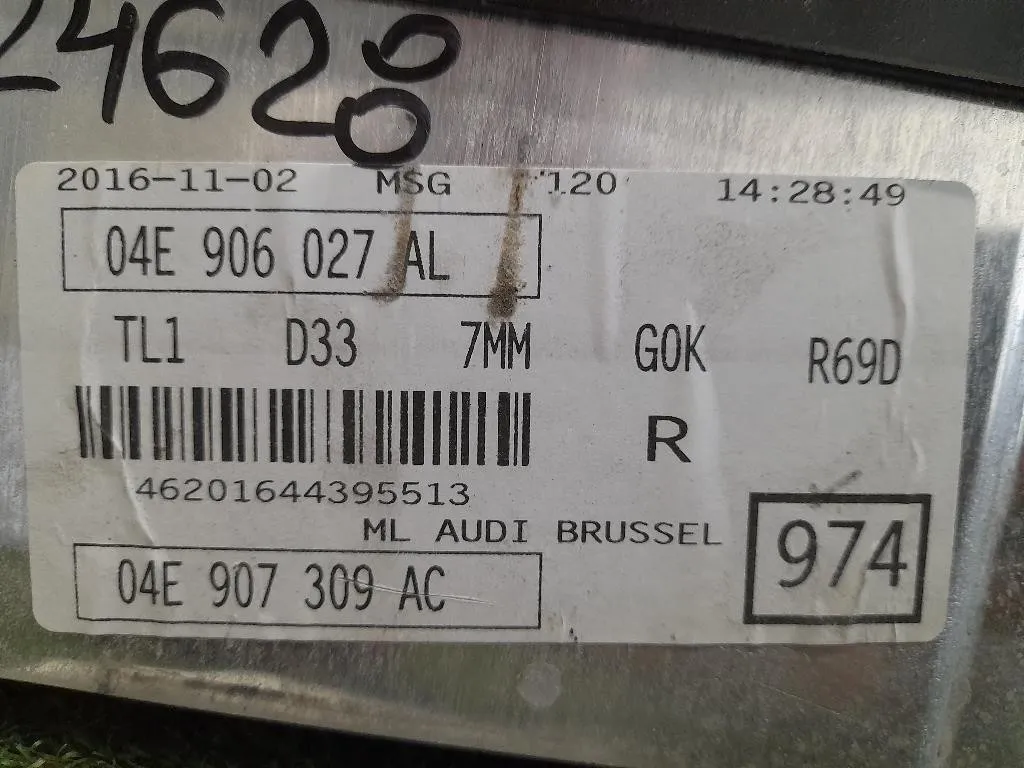 24628
2016-11-02 MSG 120 14:28:49
04E 906 027 AL
TL1 D33 7MM G0K R69D
R
46201644395513
ML AUDI BRUSSEL
974
04E 907 309 AC